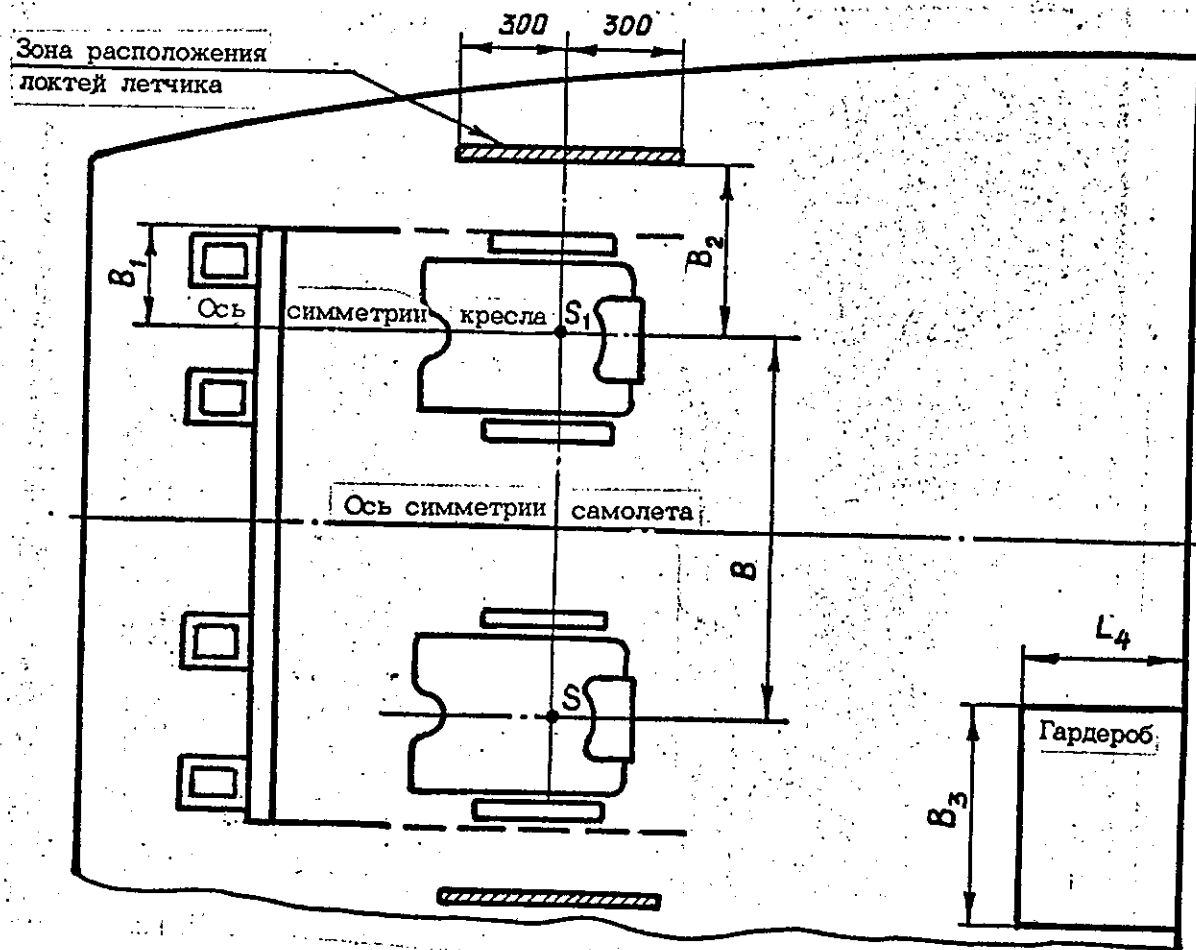 300 300
Зона расположения
локтей летчика
B₁
B₂
Ось симметрии кресла S₁
Ось симметрии самолета
B
L₄
S
Гардероб
B₃